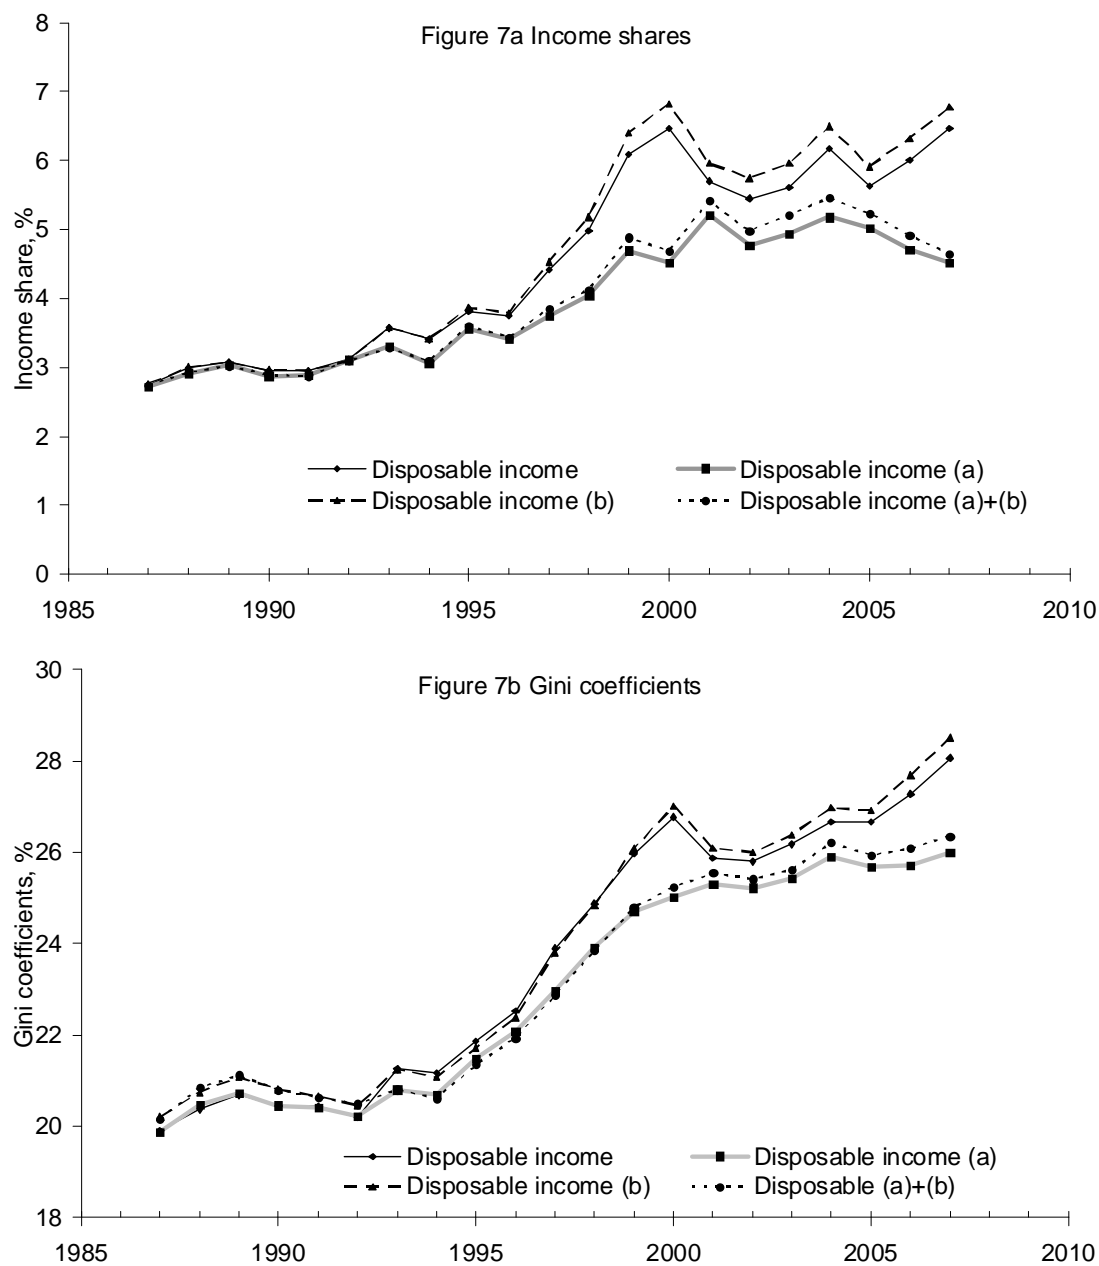 Figure 7a Income shares
Income share, %
8
7
6
5
4
3
2
1
0
1985 1990 1995 2000 2005 2010
Disposable income Disposable income (a)
Disposable income (b) Disposable income (a)+(b)
Figure 7b Gini coefficients
Gini coefficients, %
30
28
26
24
22
20
18
Disposable income Disposable income (a)
Disposable income (b) Disposable (a)+(b)
1985 1990 1995 2000 2005 2010